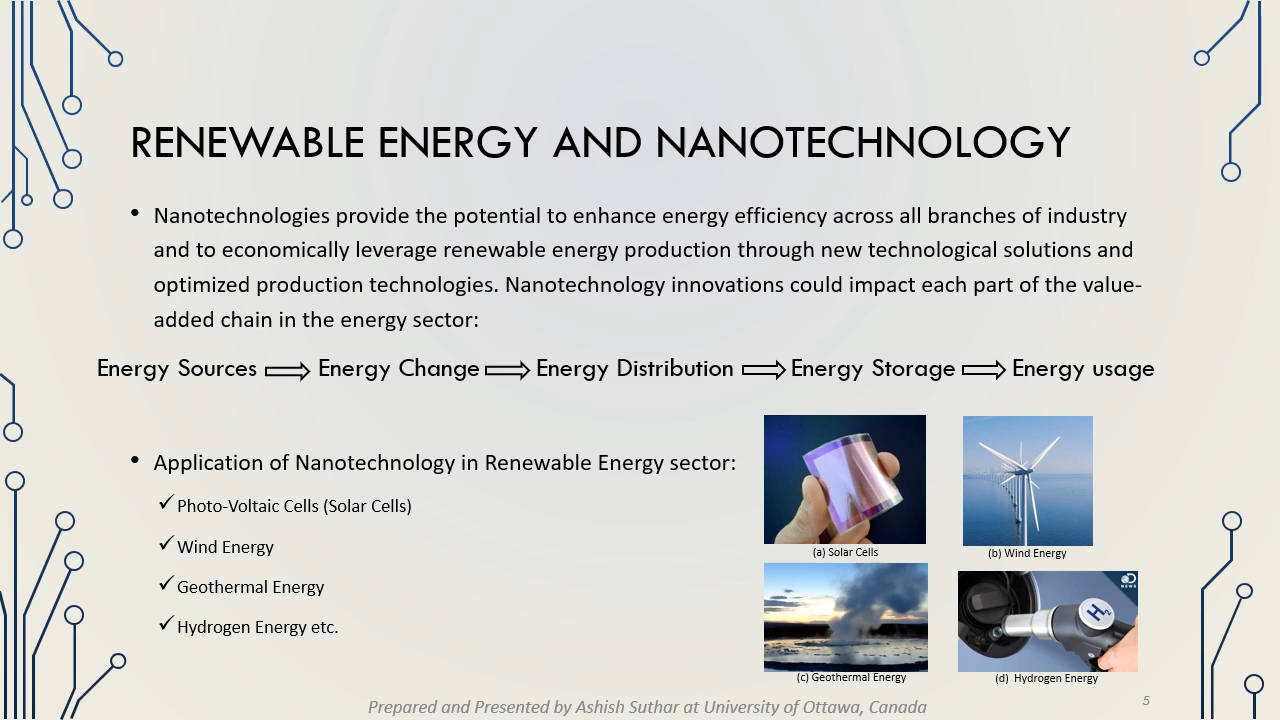 RENEWABLE ENERGY AND NANOTECHNOLOGY
• Nanotechnologies provide the potential to enhance energy efficiency across all branches of industry
and to economically leverage renewable energy production through new technological solutions and
optimized production technologies. Nanotechnology innovations could impact each part of the value-
added chain in the energy sector:
Energy Sources Energy Change Energy Distribution Energy Storage Energy usage
• Application of Nanotechnology in Renewable Energy sector:
✓Photo-Voltaic Cells (Solar Cells)
✓Wind Energy
✓Geothermal Energy
✓Hydrogen Energy etc.
(a) Solar Cells
(b) Wind Energy
NEWS
H2
(c) Geothermal Energy
(d) Hydrogen Energy
Prepared and Presented by Ashish Suthar at University of Ottawa, Canada
5